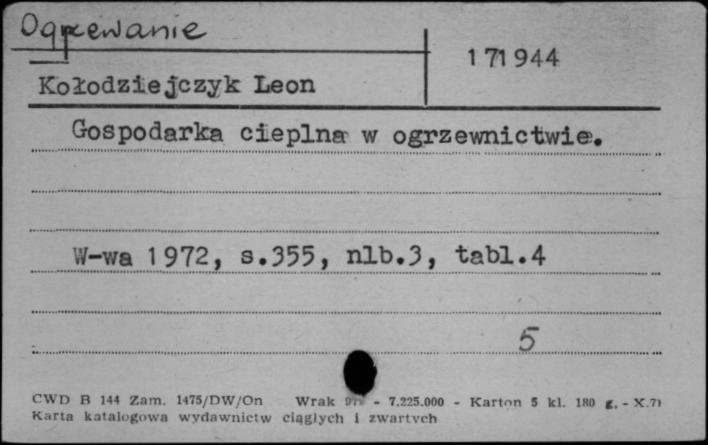 Ogrzewanie
171944
Kołodziejczyk Leon
Gospodarka cieplna w ogrzewnictwie.
W-wa 1972, s.355, nlb.3, tabl.4
5
CWD B 144 Zam. 1475/DW/On Wrak - 7.225.000 - Karton 5 kl. 180 g. - X.71
Karta katalogowa wydawnictw ciągłych i zwartych